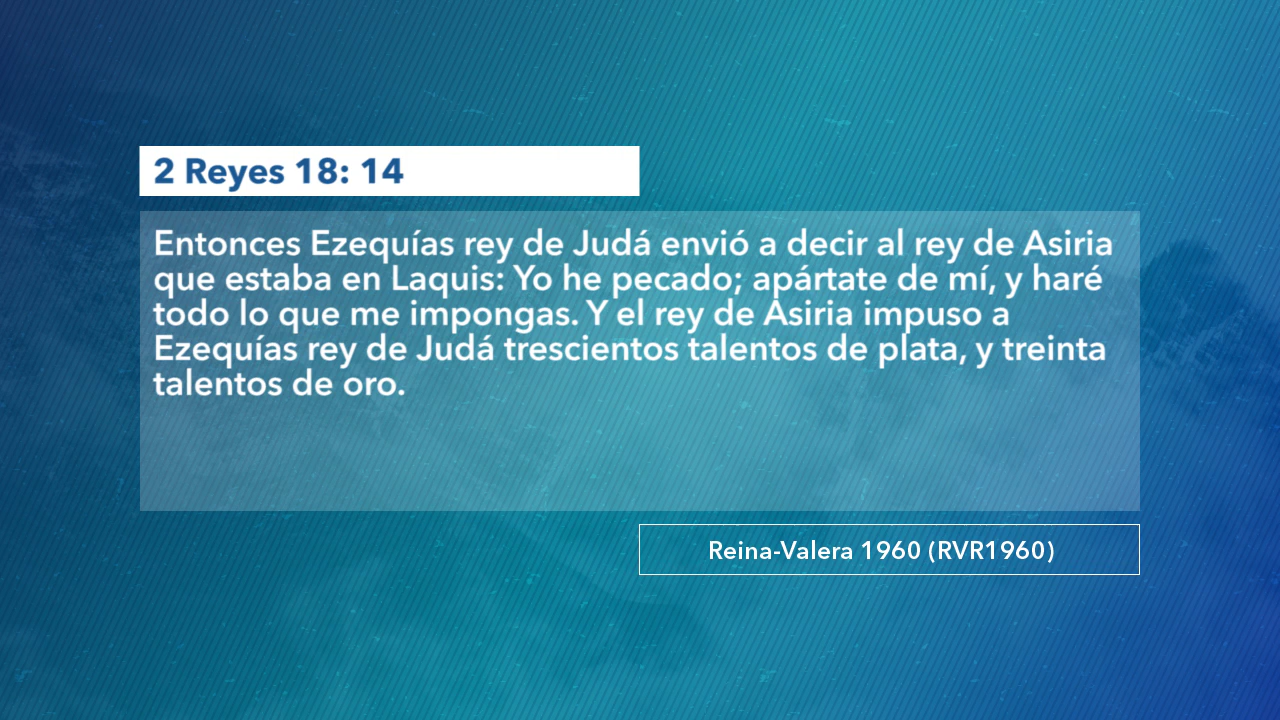 2 Reyes 18: 14
Entonces Ezequías rey de Judá envió a decir al rey de Asiria
que estaba en Laquis: Yo he pecado; apártate de mí, y haré
todo lo que me impongas. Y el rey de Asiria impuso a
Ezequías rey de Judá trescientos talentos de plata, y treinta
talentos de oro.
Reina-Valera 1960 (RVR1960)